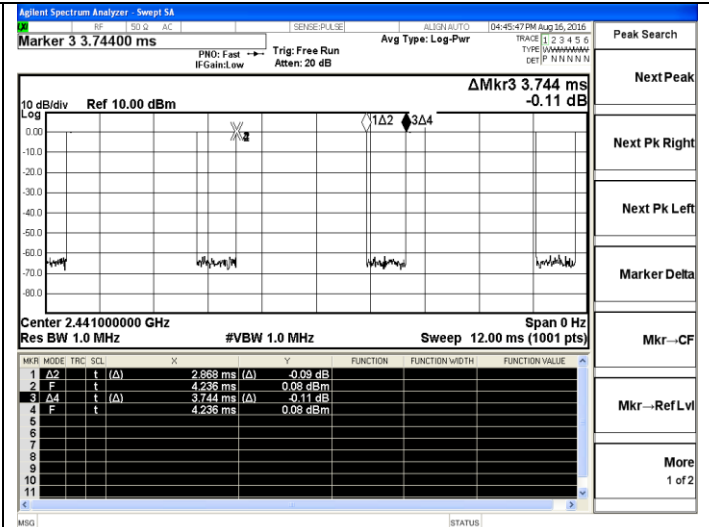 Agilent Spectrum Analyzer - Swept SA
RF 50 Ω AC SENSE:PULSE ALIGN AUTO 04:45:47 PM Aug 16, 2016
Marker 3 3.74400 ms
PNO: Fast
IFGain:Low
Trig: Free Run
Atten: 20 dB
Avg Type: Log-Pwr
TRACE 1 2 3 4 5 6
TYPE WWWWWW
DET P N N N N N
Peak Search
ΔMkr3 3.744 ms
-0.11 dB
10 dB/div Ref 10.00 dBm
Log
1Δ2 3Δ4
0.00
-10.0
-20.0
-30.0
-40.0
-50.0
-60.0
-70.0
-80.0
Center 2.441000000 GHz Span 0 Hz
Res BW 1.0 MHz #VBW 1.0 MHz Sweep 12.00 ms (1001 pts)
MKR MODE TRC SCL X Y FUNCTION FUNCTION WIDTH FUNCTION VALUE
1 Δ2 t (Δ) 2.868 ms (Δ) -0.09 dB
2 F t 4.236 ms 0.08 dBm
3 Δ4 t (Δ) 3.744 ms (Δ) -0.11 dB
4 F t 4.236 ms 0.08 dBm
5
6
7
8
9
10
11
MSG STATUS
Next Peak
Next Pk Right
Next Pk Left
Marker Delta
Mkr→CF
Mkr→Ref Lvl
More
1 of 2